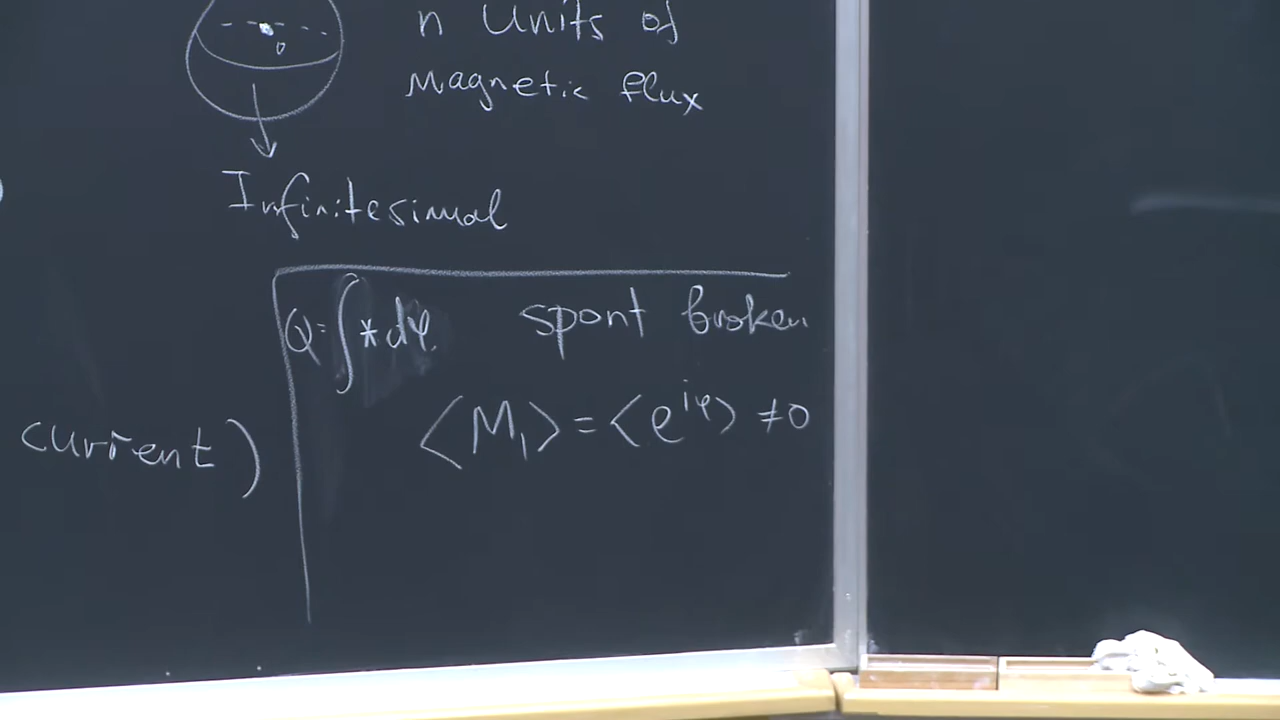 n Units of
Magnetic flux
Infinitesimal
Q = ∫ * dφ. spont broken
current)
⟨M₁⟩ = ⟨e^{iφ}⟩ ≠ 0